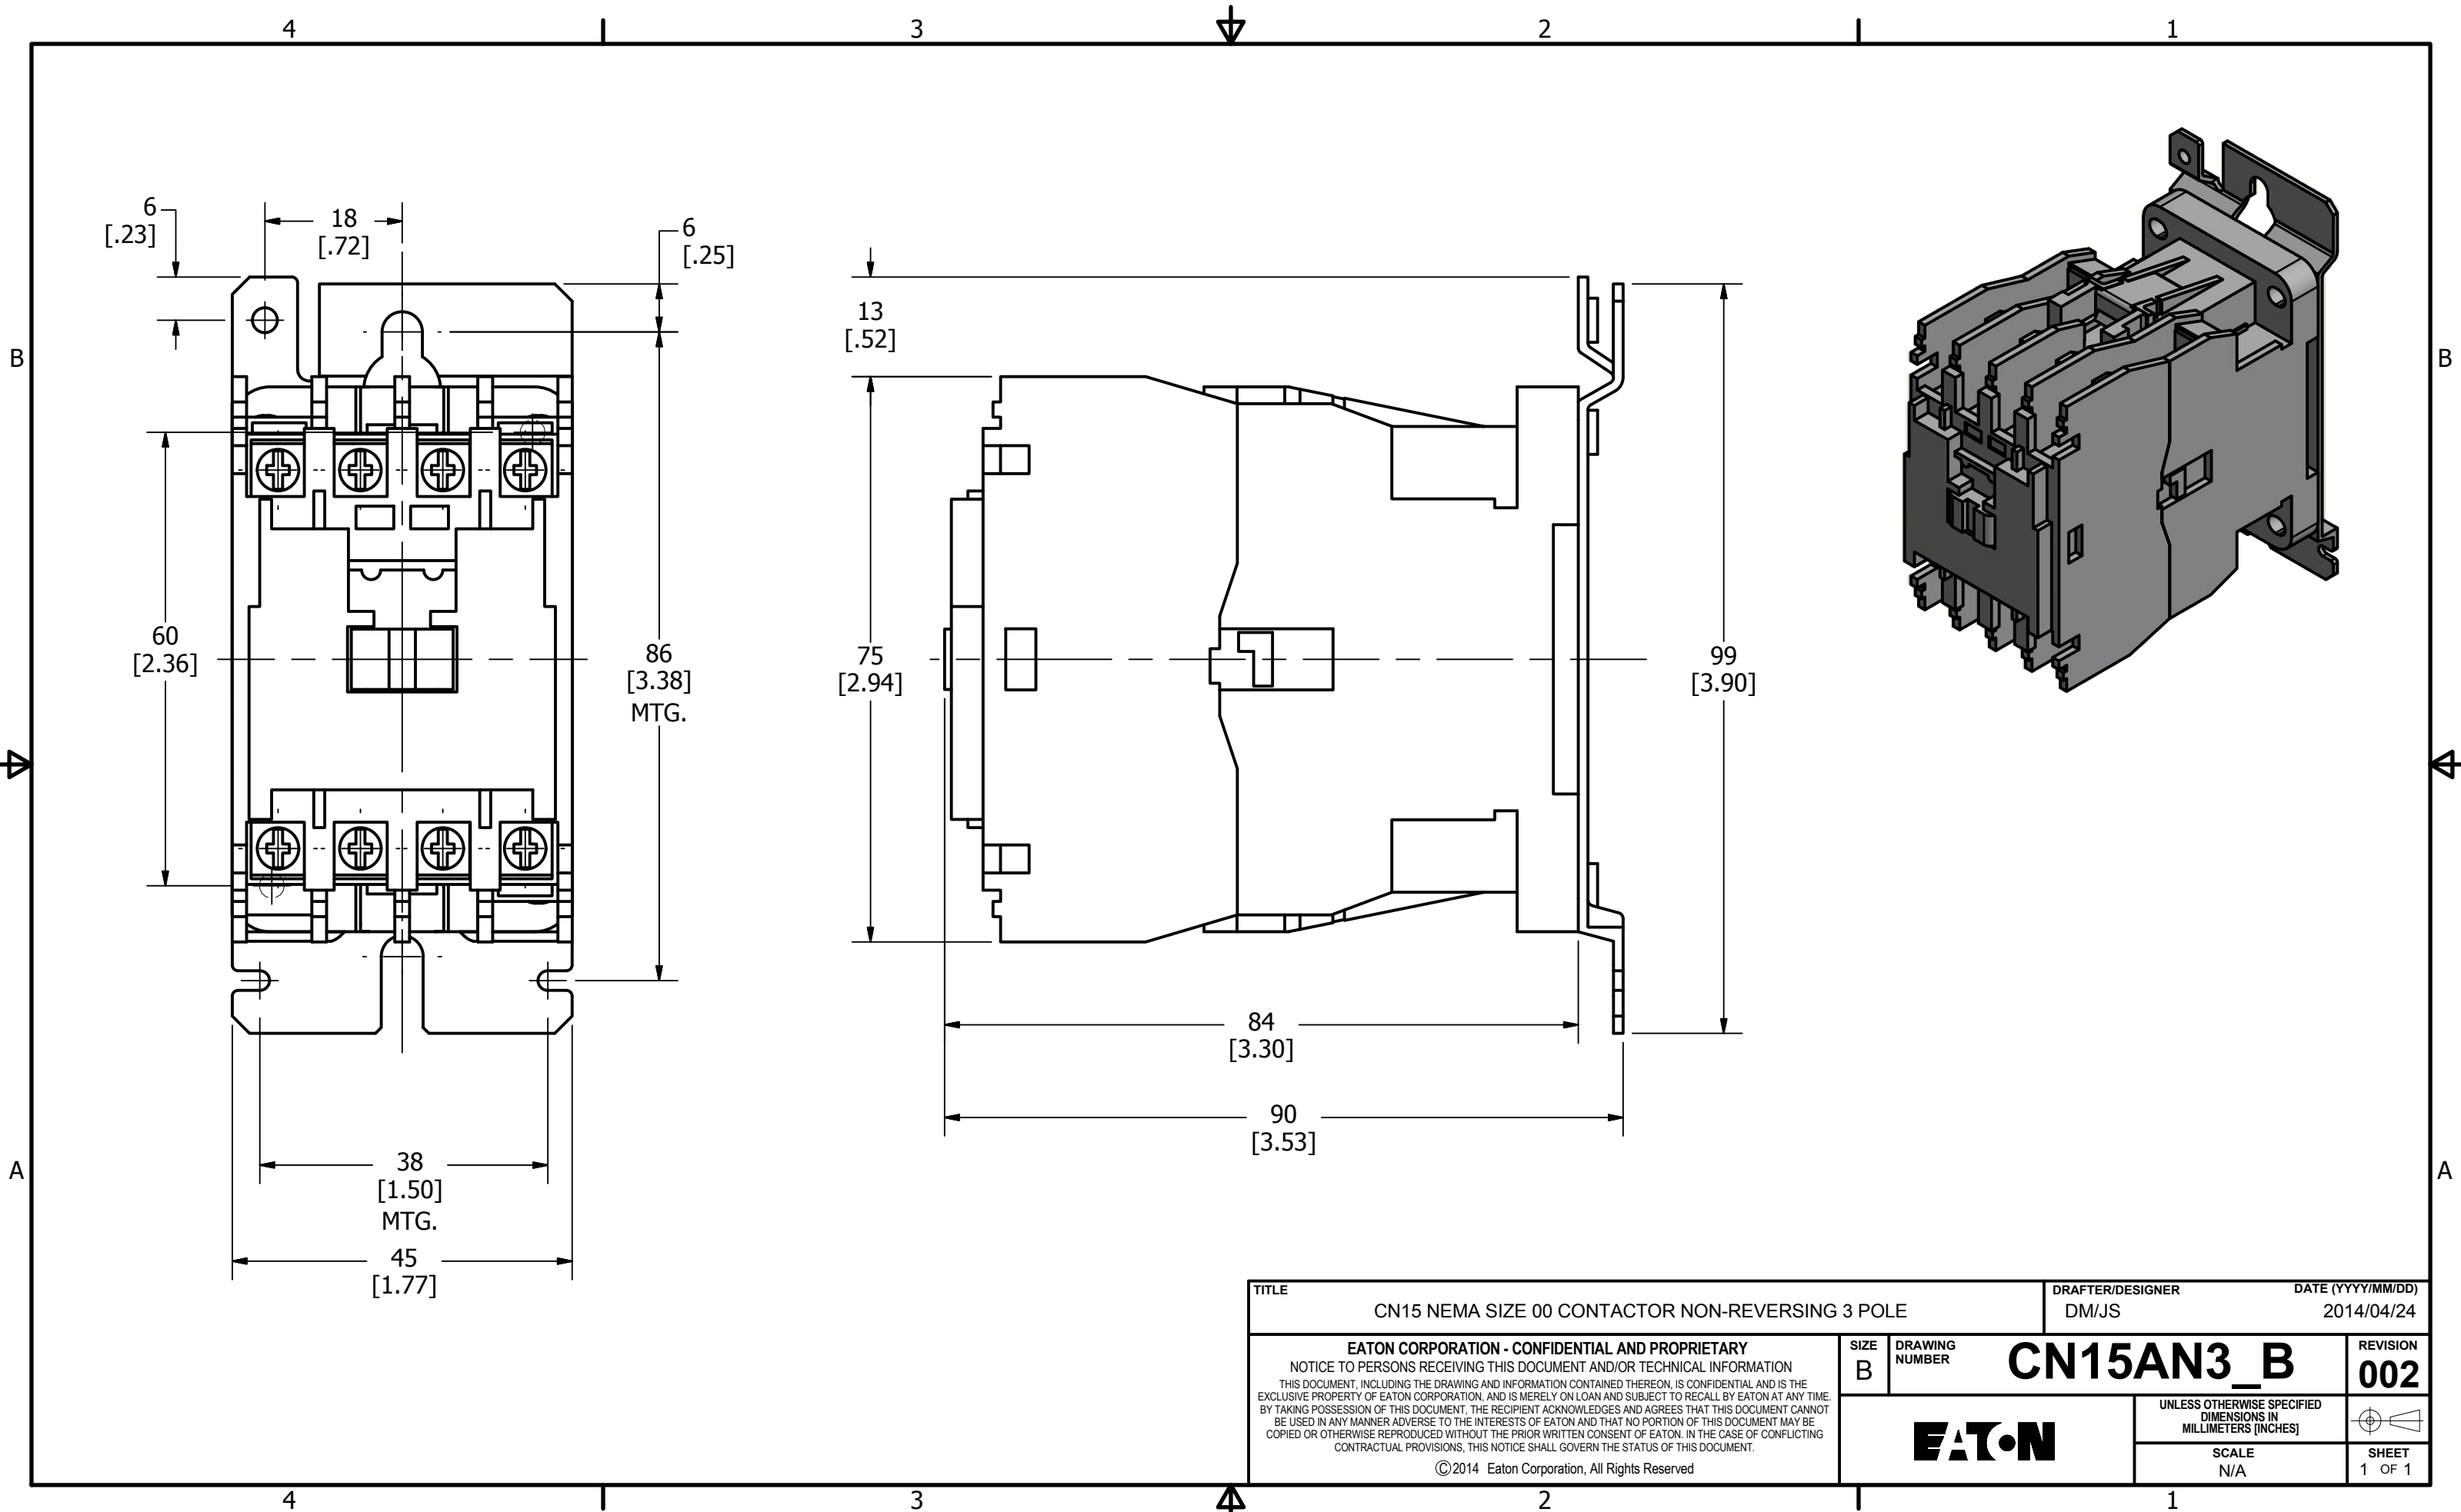 4
3
2
1
B
B
A
A
6
[.23]
18
[.72]
6
[.25]
60
[2.36]
86
[3.38]
MTG.
38
[1.50]
MTG.
45
[1.77]
13
[.52]
75
[2.94]
99
[3.90]
84
[3.30]
90
[3.53]
TITLE
CN15 NEMA SIZE 00 CONTACTOR NON-REVERSING 3 POLE
DRAFTER/DESIGNER
DM/JS
DATE (YYYY/MM/DD)
2014/04/24
EATON CORPORATION - CONFIDENTIAL AND PROPRIETARY
NOTICE TO PERSONS RECEIVING THIS DOCUMENT AND/OR TECHNICAL INFORMATION
THIS DOCUMENT, INCLUDING THE DRAWING AND INFORMATION CONTAINED THEREON, IS CONFIDENTIAL AND IS THE
EXCLUSIVE PROPERTY OF EATON CORPORATION, AND IS MERELY ON LOAN AND SUBJECT TO RECALL BY EATON AT ANY TIME.
BY TAKING POSSESSION OF THIS DOCUMENT, THE RECIPIENT ACKNOWLEDGES AND AGREES THAT THIS DOCUMENT CANNOT
BE USED IN ANY MANNER ADVERSE TO THE INTERESTS OF EATON AND THAT NO PORTION OF THIS DOCUMENT MAY BE
COPIED OR OTHERWISE REPRODUCED WITHOUT THE PRIOR WRITTEN CONSENT OF EATON. IN THE CASE OF CONFLICTING
CONTRACTUAL PROVISIONS, THIS NOTICE SHALL GOVERN THE STATUS OF THIS DOCUMENT.
©2014 Eaton Corporation, All Rights Reserved
SIZE
B
DRAWING
NUMBER
CN15AN3_B
REVISION
002
EATON
UNLESS OTHERWISE SPECIFIED
DIMENSIONS IN
MILLIMETERS [INCHES]
SCALE
N/A
SHEET
1 OF 1
4
3
2
1